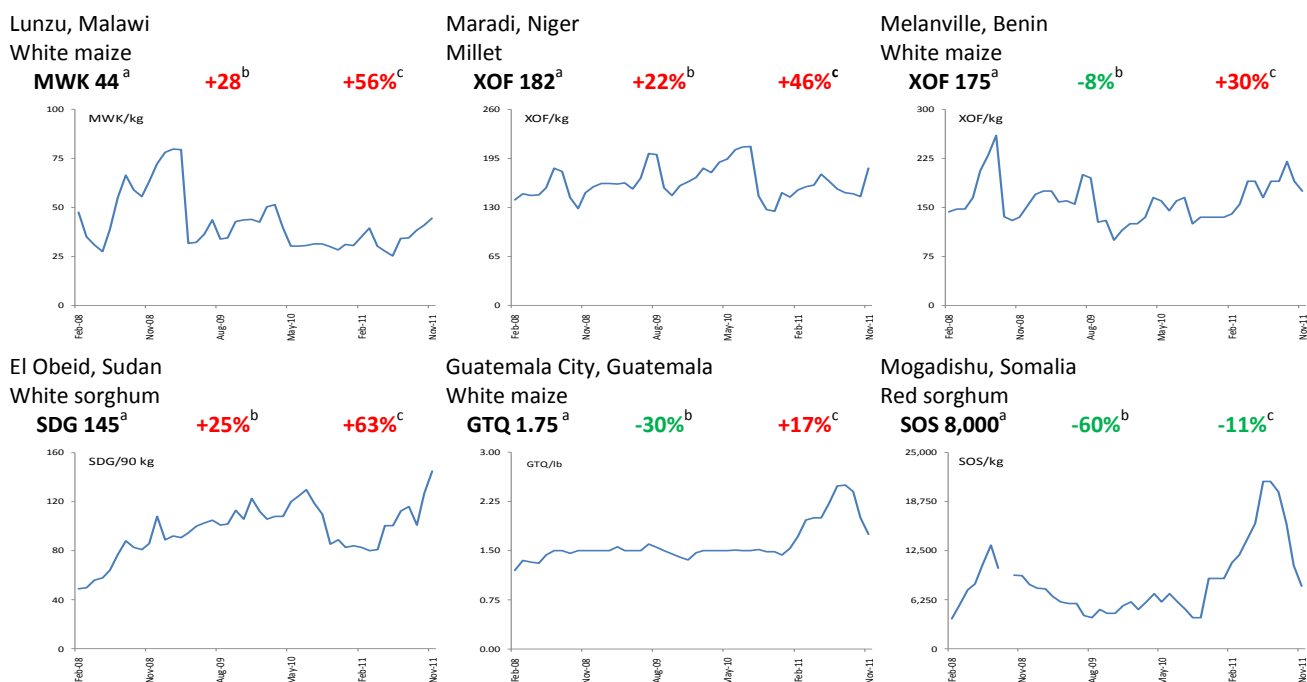 Lunzu, Malawi
White maize
MWK 44 a +28 b +56% c
MWK/kg
100
75
50
25
0
Feb-08 Nov-08 Aug-09 May-10 Feb-11 Nov-11
Maradi, Niger
Millet
XOF 182 a +22% b +46% c
XOF/kg
260
195
130
65
0
Feb-08 Nov-08 Aug-09 May-10 Feb-11 Nov-11
Melanville, Benin
White maize
XOF 175 a -8% b +30% c
XOF/kg
300
225
150
75
0
Feb-08 Nov-08 Aug-09 May-10 Feb-11 Nov-11
El Obeid, Sudan
White sorghum
SDG 145 a +25% b +63% c
SDG/90 kg
160
120
80
40
0
Feb-08 Nov-08 Aug-09 May-10 Feb-11 Nov-11
Guatemala City, Guatemala
White maize
GTQ 1.75 a -30% b +17% c
GTQ/lb
3.00
2.25
1.50
0.75
0.00
Feb-08 Nov-08 Aug-09 May-10 Feb-11 Nov-11
Mogadishu, Somalia
Red sorghum
SOS 8,000 a -60% b -11% c
SOS/kg
25,000
18,750
12,500
6,250
0
Feb-08 Nov-08 Aug-09 May-10 Feb-11 Nov-11